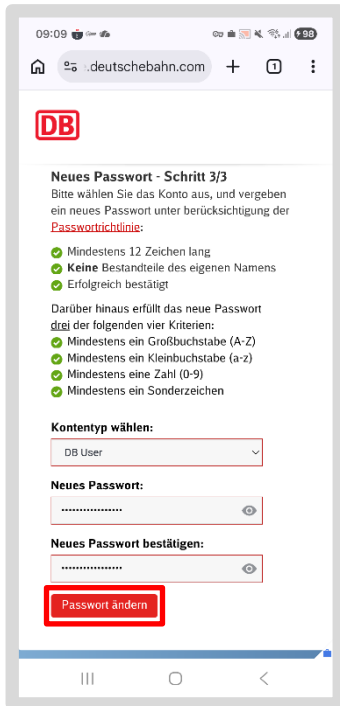 09:09
98
.deutschebahn.com
1
DB
Neues Passwort - Schritt 3/3
Bitte wählen Sie das Konto aus, und vergeben
ein neues Passwort unter berücksichtigung der
Passwortrichtlinie:
Mindestens 12 Zeichen lang
Keine Bestandteile des eigenen Namens
Erfolgreich bestätigt
Darüber hinaus erfüllt das neue Passwort
drei der folgenden vier Kriterien:
Mindestens ein Großbuchstabe (A-Z)
Mindestens ein Kleinbuchstabe (a-z)
Mindestens eine Zahl (0-9)
Mindestens ein Sonderzeichen
Kontentyp wählen:
DB User
Neues Passwort:
•••••••••••••••••
Neues Passwort bestätigen:
•••••••••••••••••
Passwort ändern